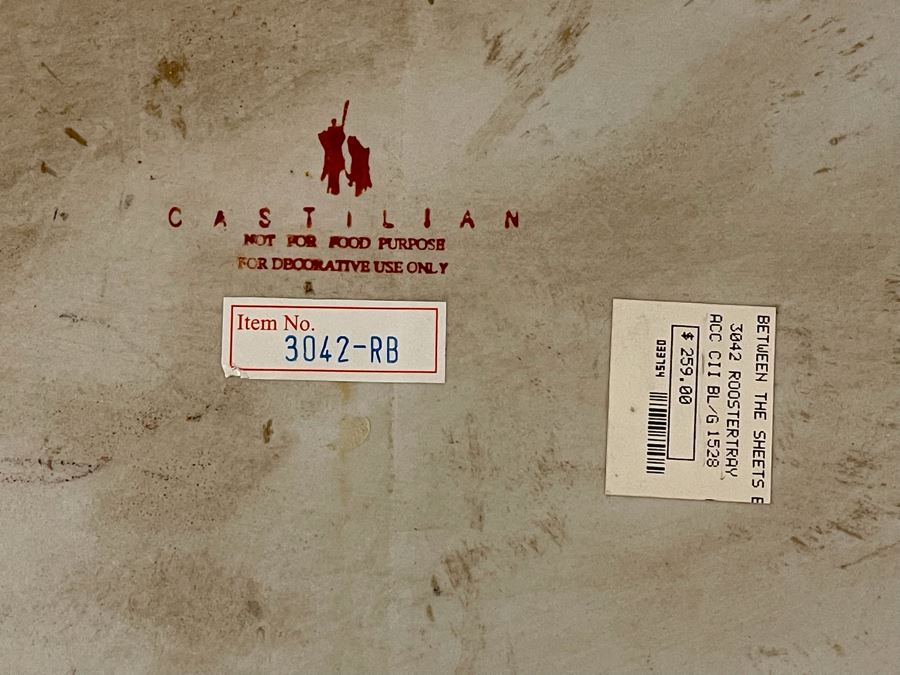 CASTILIAN
NOT FOR FOOD PURPOSE
FOR DECORATIVE USE ONLY
Item No.
3042-RB
BETWEEN THE SHEETS
3042 ROOSTERTRAY
ACC CII BL/G 1528
$ 259.00
033754